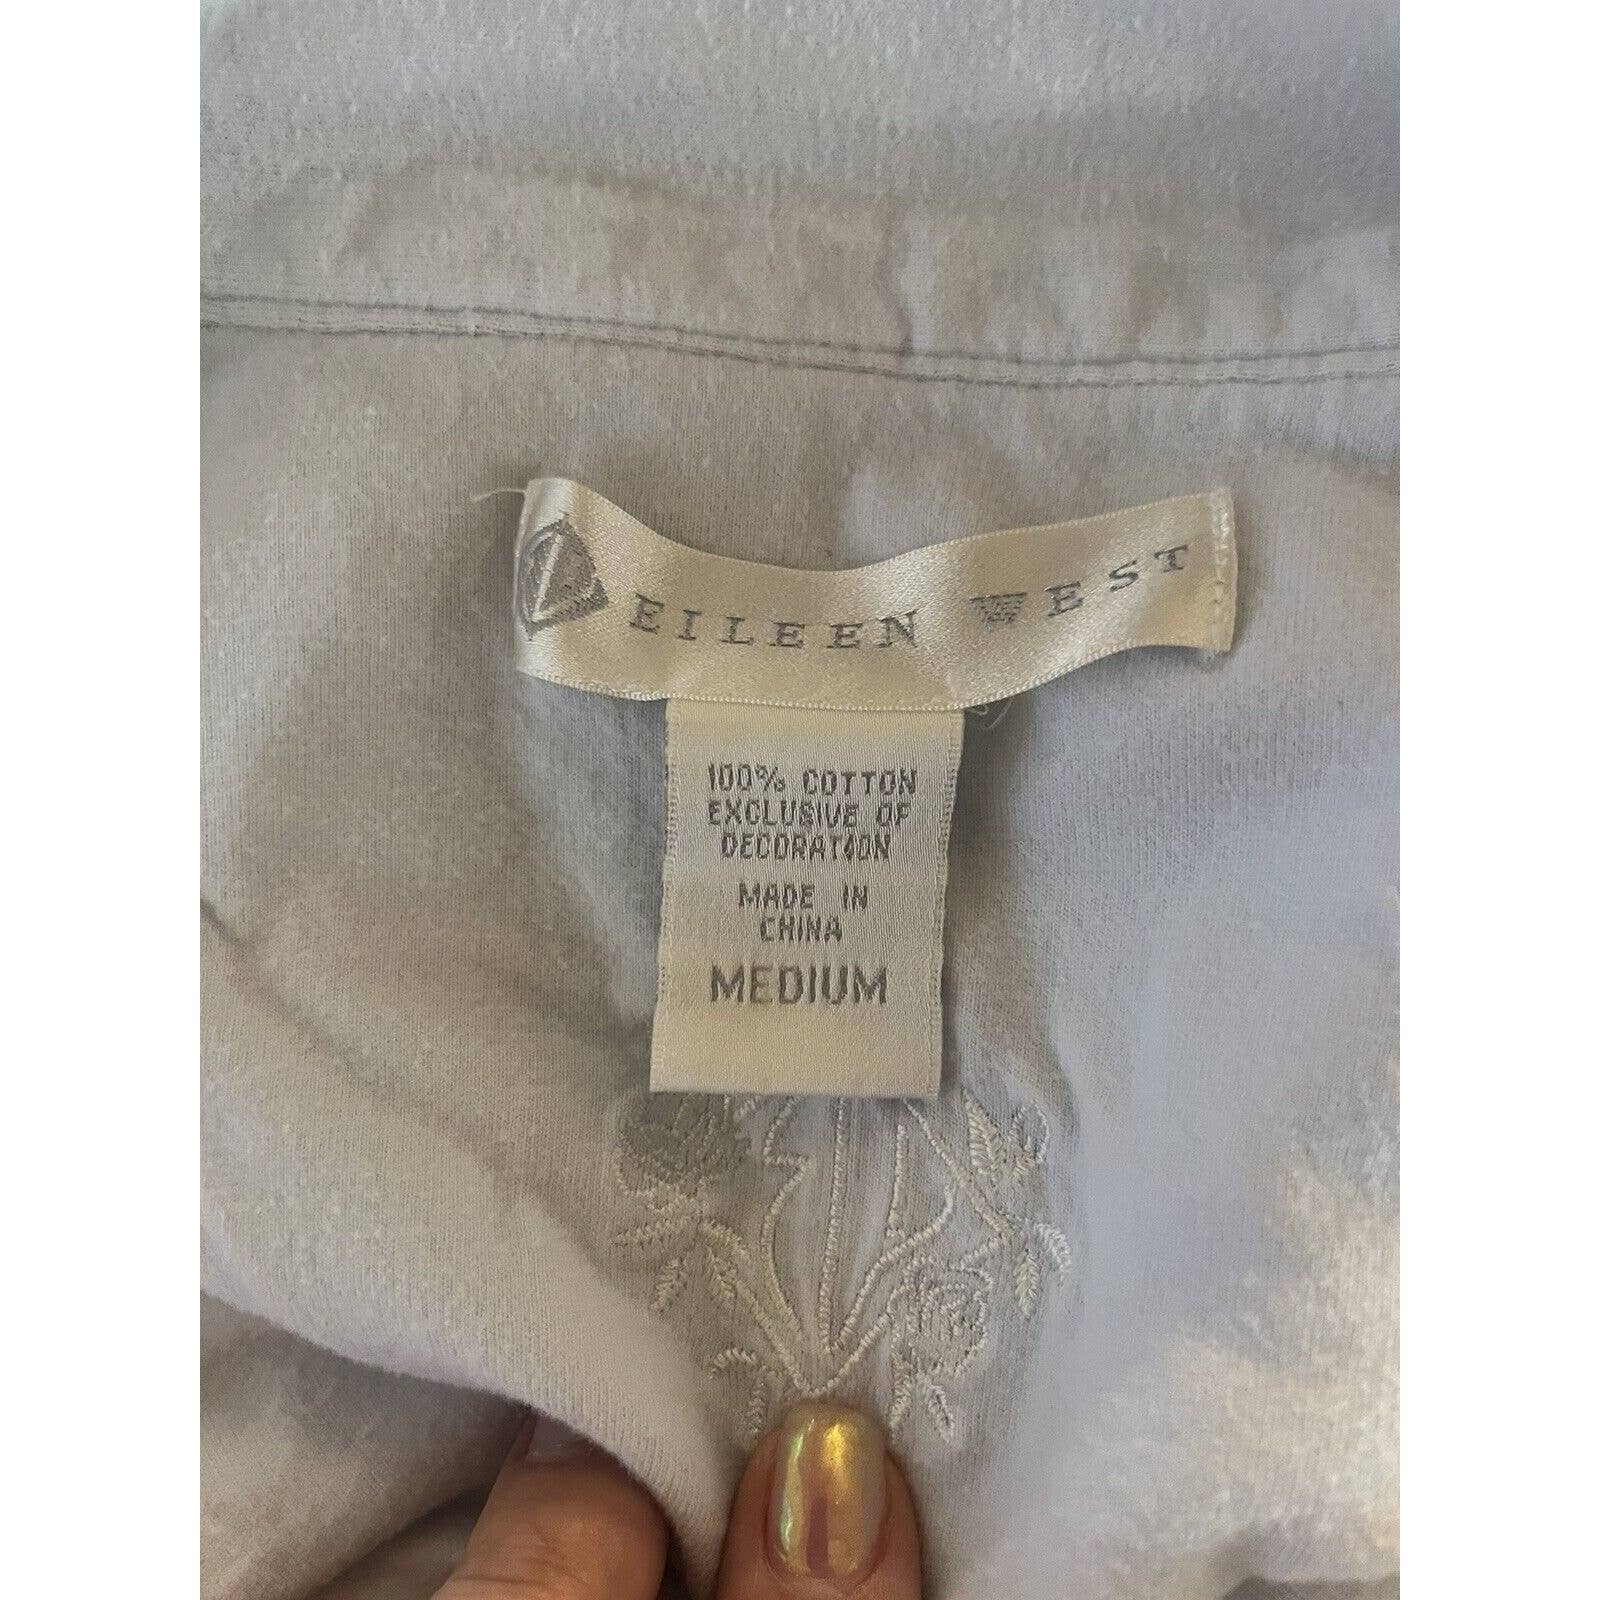 EILEEN WEST
100% COTTON
EXCLUSIVE OF
DECORATION
MADE IN
CHINA
MEDIUM